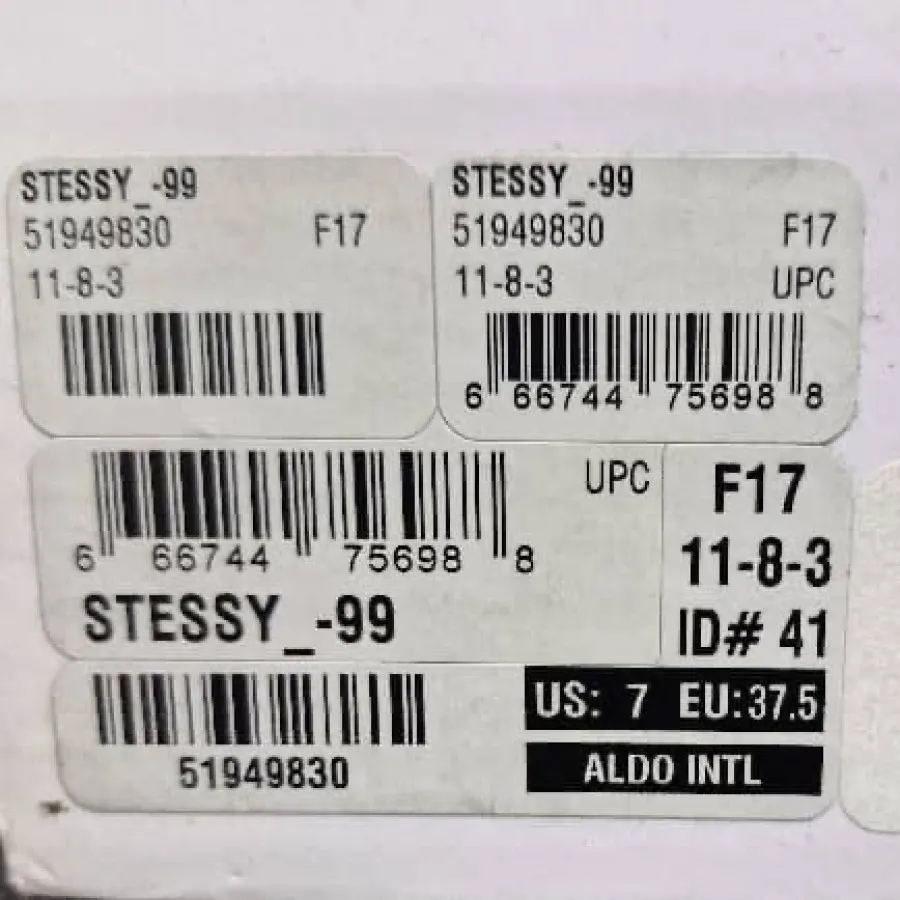 STESSY_-99
51949830 F17
11-8-3
STESSY_-99
51949830 F17
11-8-3 UPC
6 66744 75698 8
UPC
6 66744 75698 8
STESSY_-99
F17
11-8-3
ID# 41
51949830
US: 7 EU:37.5
ALDO INTL